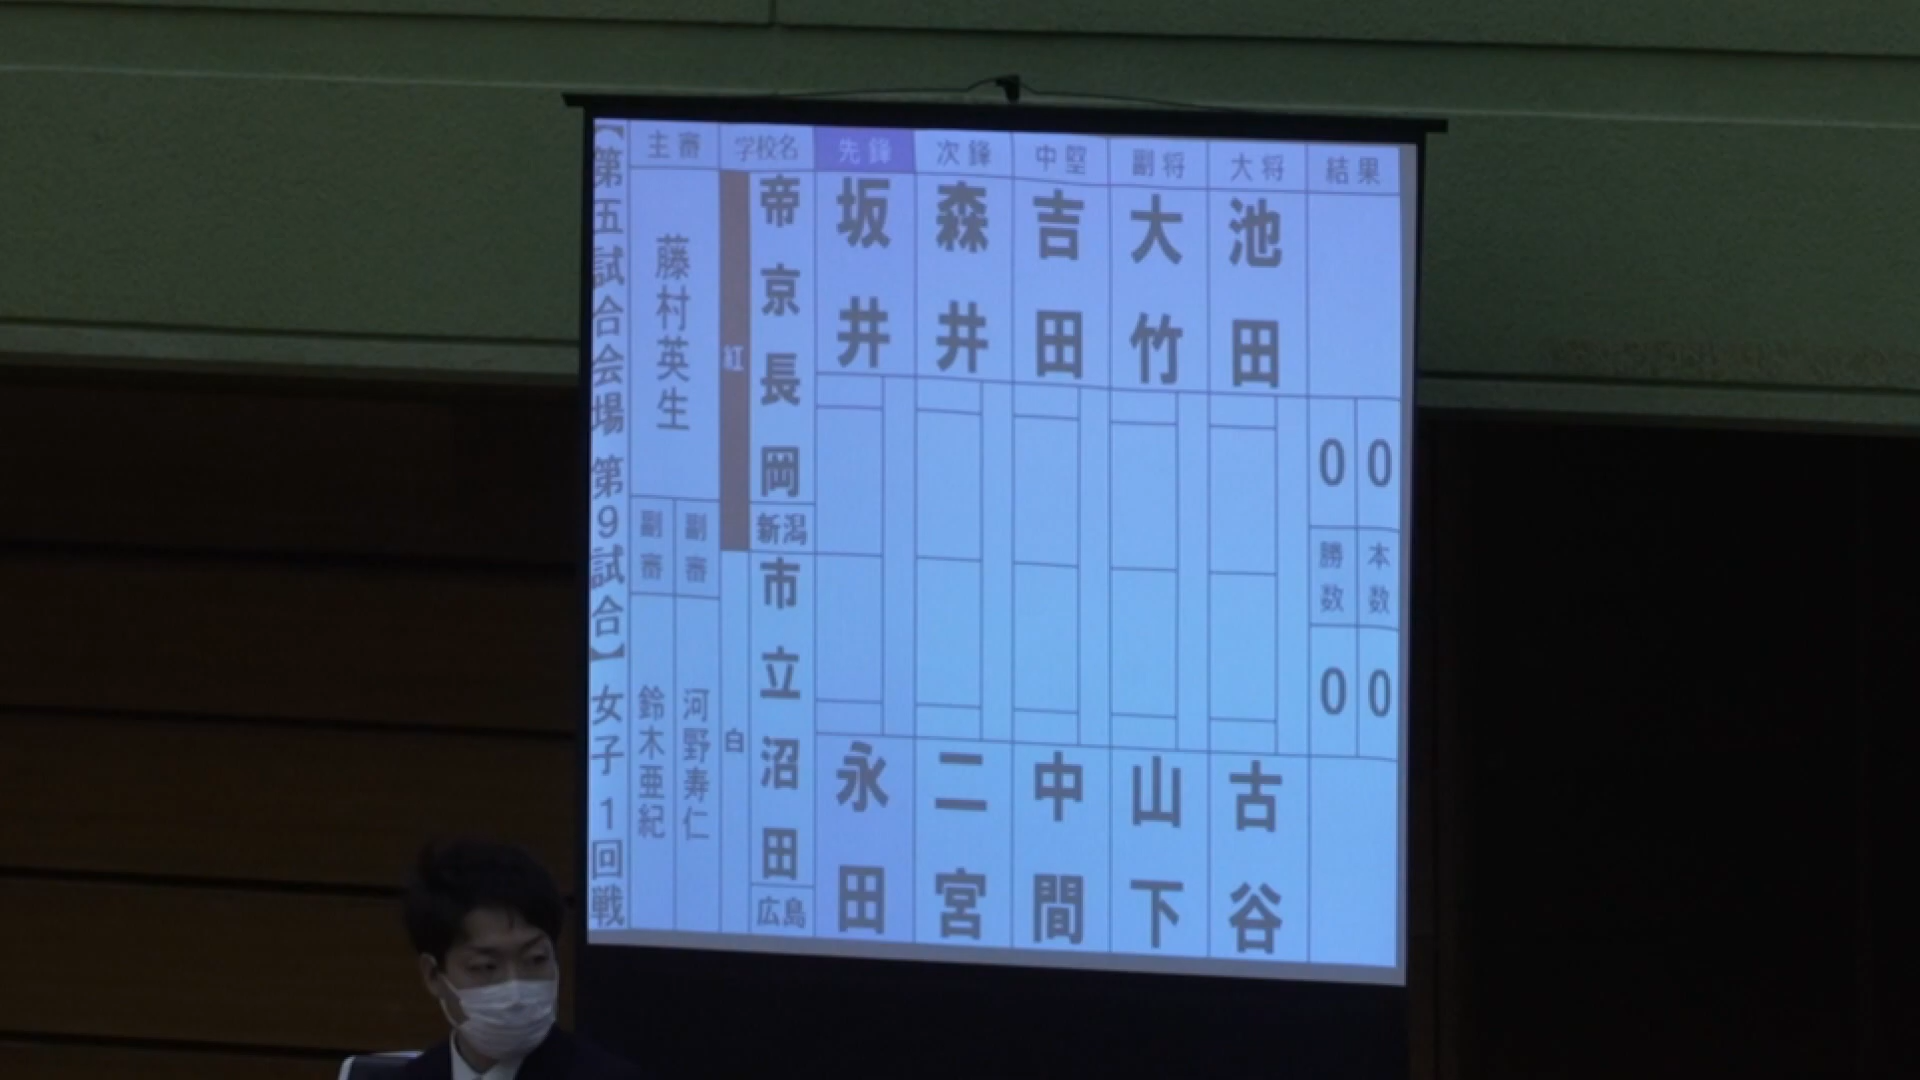 【第五試合会場 第9試合】 女子 1回戦
主審
藤村英生
副審
副審
鈴木亜紀
河野寿仁
学校名
紅
帝京長岡
新潟
白
市立沼田
広島
先鋒
坂井
永田
次鋒
森井
二宮
中堅
吉田
中間
副将
大竹
山下
大将
池田
古谷
結果
0 0
勝数
本数
0 0